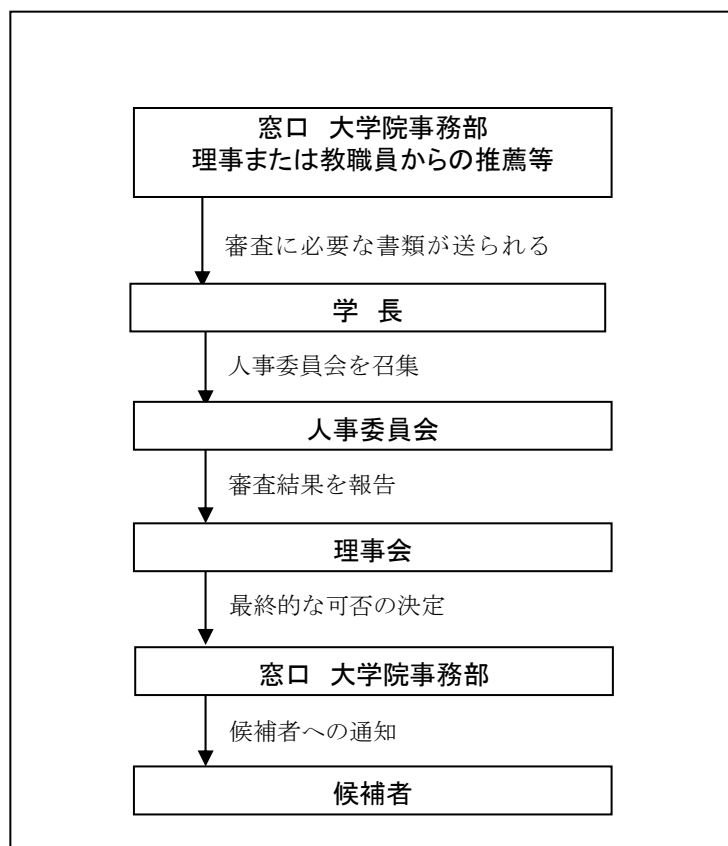 窓口　大学院事務部
理事または教職員からの推薦等
審査に必要な書類が送られる
学　長
人事委員会を召集
人事委員会
審査結果を報告
理事会
最終的な可否の決定
窓口　大学院事務部
候補者への通知
候補者